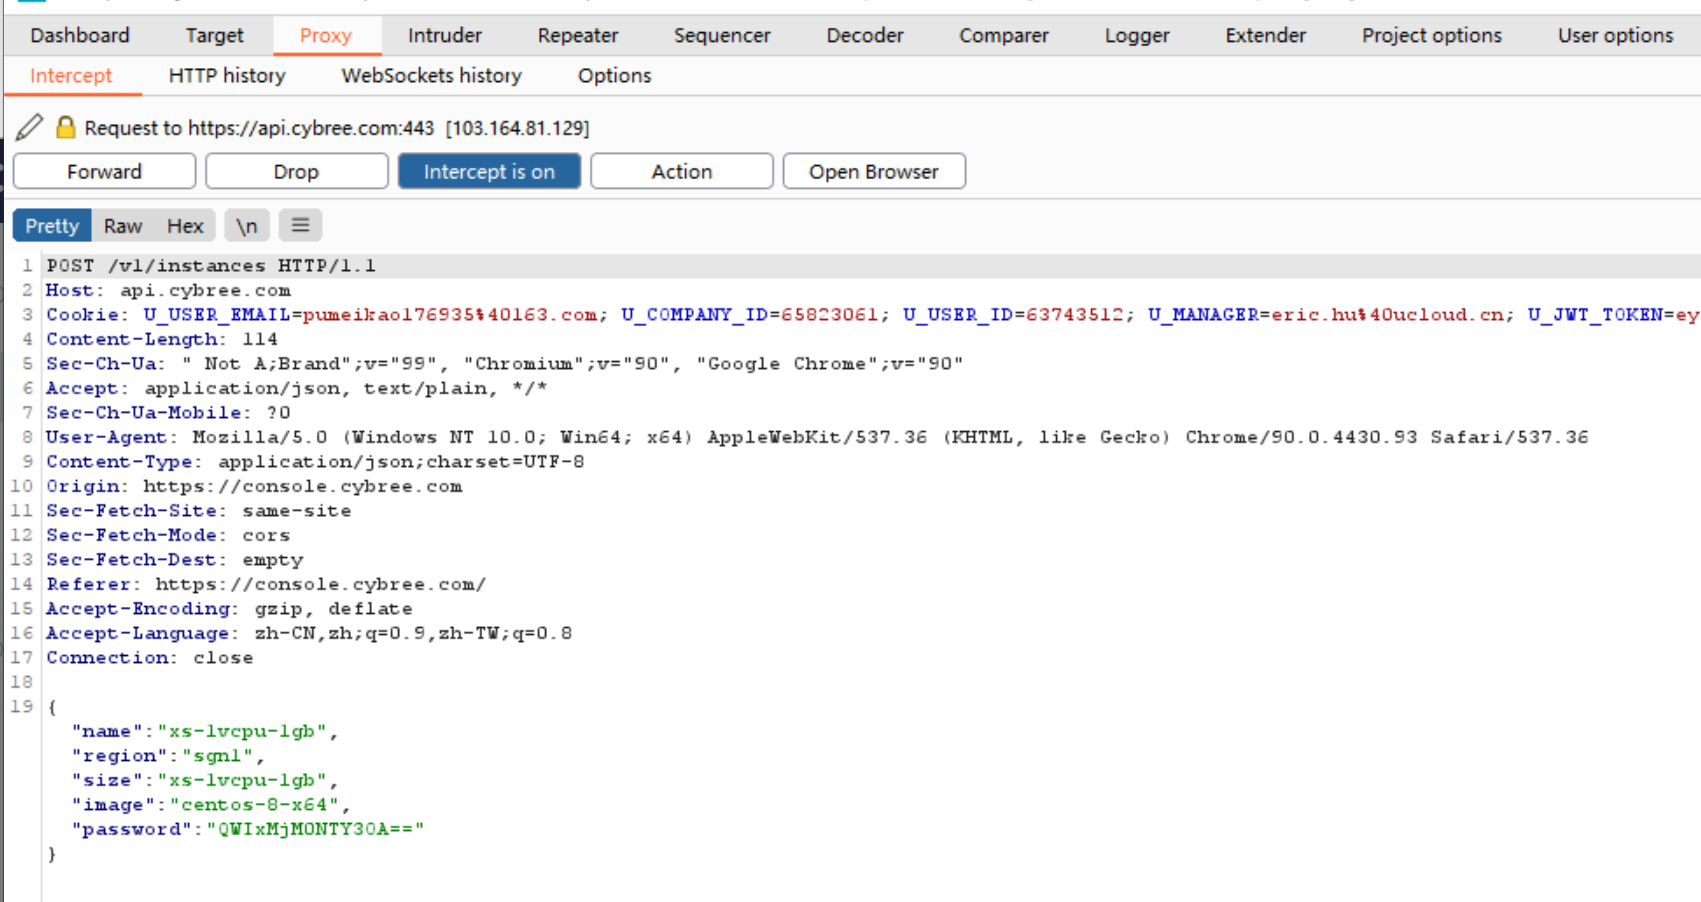 Dashboard Target Proxy Intruder Repeater Sequencer Decoder Comparer Logger Extender Project options User options
Intercept HTTP history WebSockets history Options
Request to https://api.cybree.com:443 [103.164.81.129]
Forward Drop Intercept is on Action Open Browser
Pretty Raw Hex \n
1 POST /v1/instances HTTP/1.1
2 Host: api.cybree.com
3 Cookie: U_USER_EMAIL=pumeikao176935%40163.com; U_COMPANY_ID=65823061; U_USER_ID=63743512; U_MANAGER=eric.hu%40ucloud.cn; U_JWT_TOKEN=ey
4 Content-Length: 114
5 Sec-Ch-Ua: " Not A;Brand";v="99", "Chromium";v="90", "Google Chrome";v="90"
6 Accept: application/json, text/plain, */*
7 Sec-Ch-Ua-Mobile: ?0
8 User-Agent: Mozilla/5.0 (Windows NT 10.0; Win64; x64) AppleWebKit/537.36 (KHTML, like Gecko) Chrome/90.0.4430.93 Safari/537.36
9 Content-Type: application/json;charset=UTF-8
10 Origin: https://console.cybree.com
11 Sec-Fetch-Site: same-site
12 Sec-Fetch-Mode: cors
13 Sec-Fetch-Dest: empty
14 Referer: https://console.cybree.com/
15 Accept-Encoding: gzip, deflate
16 Accept-Language: zh-CN,zh;q=0.9,zh-TW;q=0.8
17 Connection: close
18
19 {
"name":"xs-1vcpu-1gb",
"region":"sgn1",
"size":"xs-1vcpu-1gb",
"image":"centos-8-x64",
"password":"QWIxMjM0NTY3OA=="
}